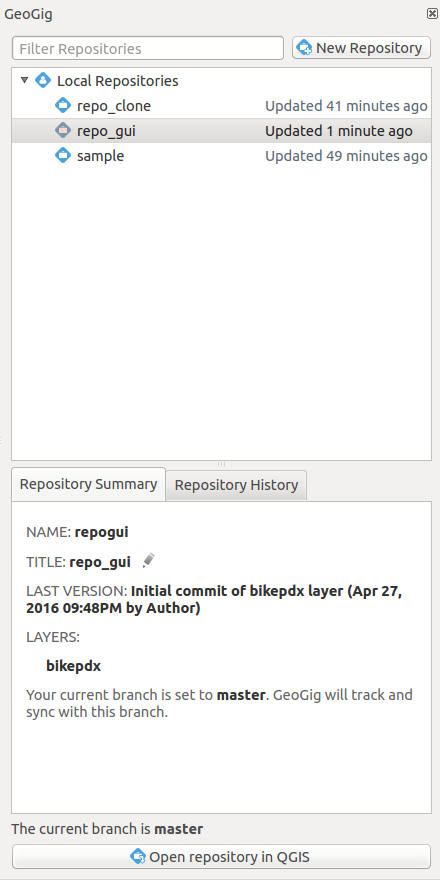 GeoGig
Filter Repositories
New Repository
Local Repositories
repo_clone Updated 41 minutes ago
repo_gui Updated 1 minute ago
sample Updated 49 minutes ago
Repository Summary Repository History
NAME: repogui
TITLE: repo_gui
LAST VERSION: Initial commit of bikepdx layer (Apr 27,
2016 09:48PM by Author)
LAYERS:
bikepdx
Your current branch is set to master. GeoGig will track and
sync with this branch.
The current branch is master
Open repository in QGIS